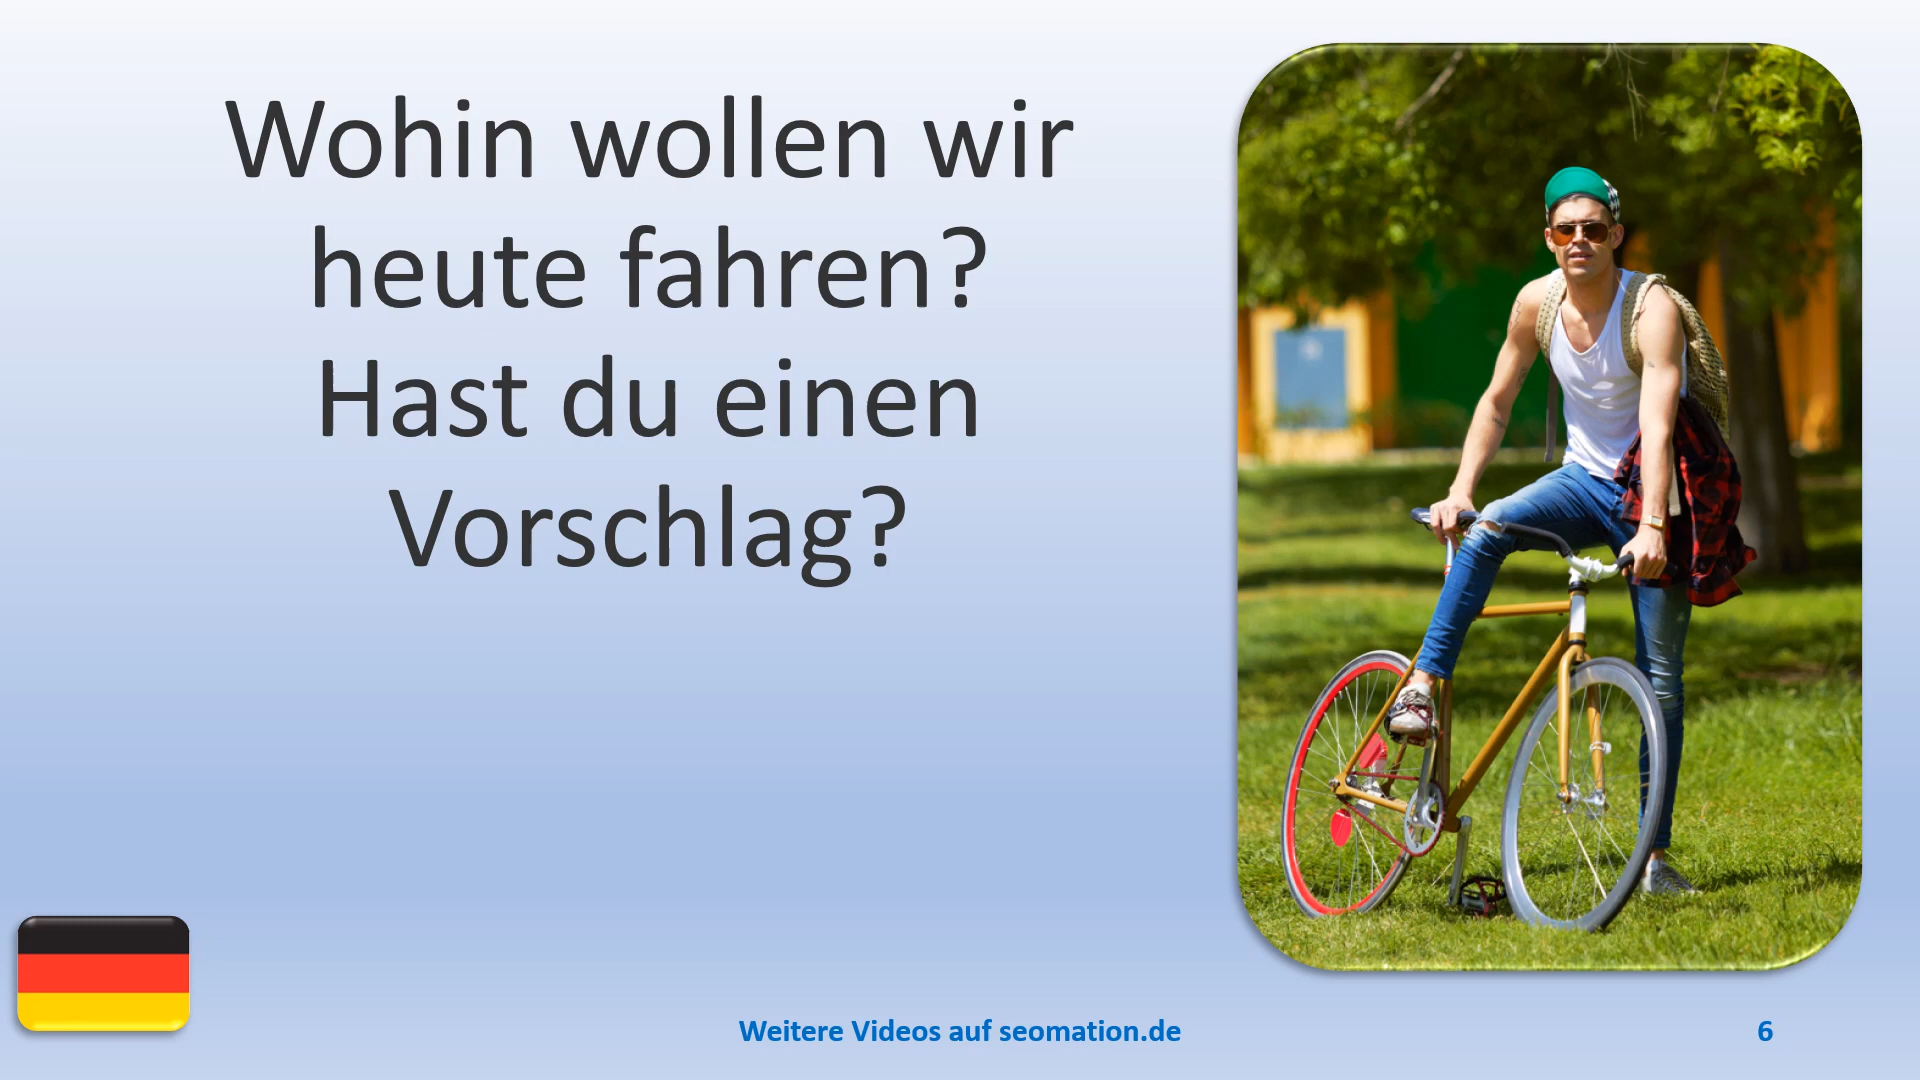 Wohin wollen wir
heute fahren?
Hast du einen
Vorschlag?
Weitere Videos auf seomation.de
6